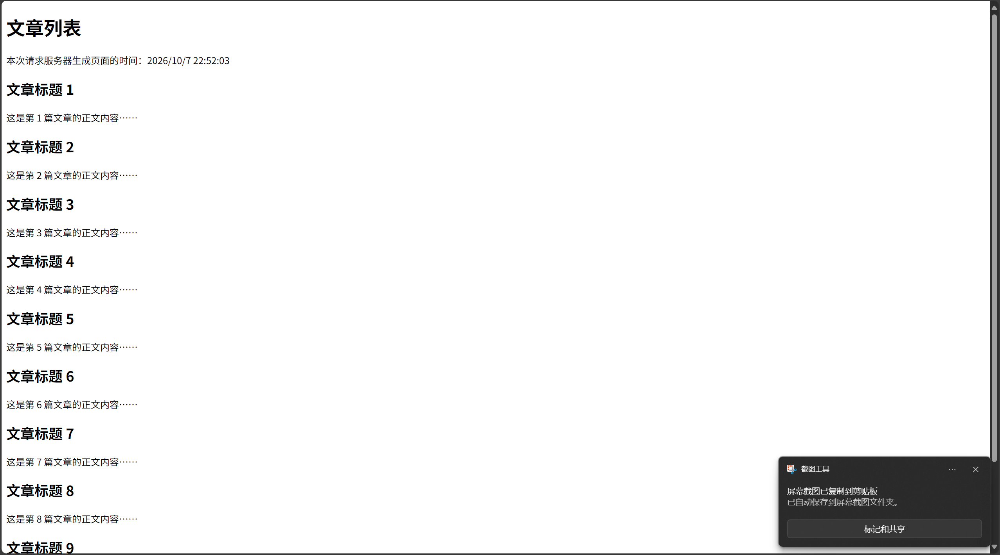 文章列表
本次请求服务器生成页面的时间：2026/10/7 22:52:03
文章标题 1
这是第 1 篇文章的正文内容……
文章标题 2
这是第 2 篇文章的正文内容……
文章标题 3
这是第 3 篇文章的正文内容……
文章标题 4
这是第 4 篇文章的正文内容……
文章标题 5
这是第 5 篇文章的正文内容……
文章标题 6
这是第 6 篇文章的正文内容……
文章标题 7
这是第 7 篇文章的正文内容……
文章标题 8
这是第 8 篇文章的正文内容……
文章标题 9
截图工具
屏幕截图已复制到剪贴板
已自动保存到屏幕截图文件夹。
标记和共享